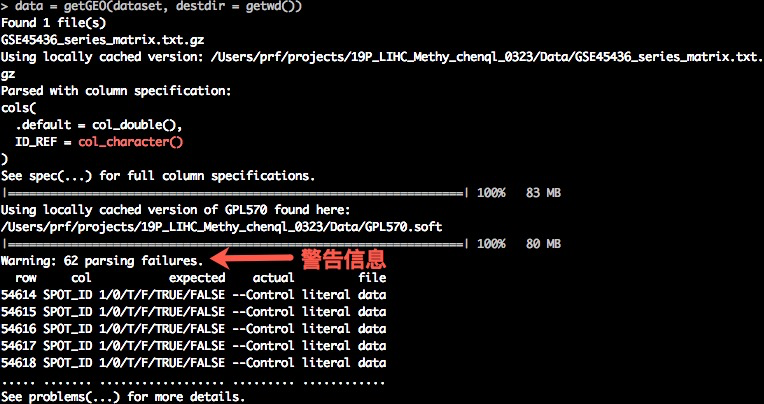 > data = getGEO(dataset, destdir = getwd())
Found 1 file(s)
GSE45436_series_matrix.txt.gz
Using locally cached version: /Users/prf/projects/19P_LIHC_Methy_chenql_0323/Data/GSE45436_series_matrix.txt.
gz
Parsed with column specification:
cols(
  .default = col_double(),
  ID_REF = col_character()
)
See spec(...) for full column specifications.
|=================================================================| 100%   83 MB
Using locally cached version of GPL570 found here:
/Users/prf/projects/19P_LIHC_Methy_chenql_0323/Data/GPL570.soft
|=================================================================| 100%   80 MB
Warning: 62 parsing failures. 警告信息
  row     col           expected    actual         file
54614 SPOT_ID 1/0/T/F/TRUE/FALSE --Control literal data
54615 SPOT_ID 1/0/T/F/TRUE/FALSE --Control literal data
54616 SPOT_ID 1/0/T/F/TRUE/FALSE --Control literal data
54617 SPOT_ID 1/0/T/F/TRUE/FALSE --Control literal data
54618 SPOT_ID 1/0/T/F/TRUE/FALSE --Control literal data
..... ....... .................. ......... ............
See problems(...) for more details.